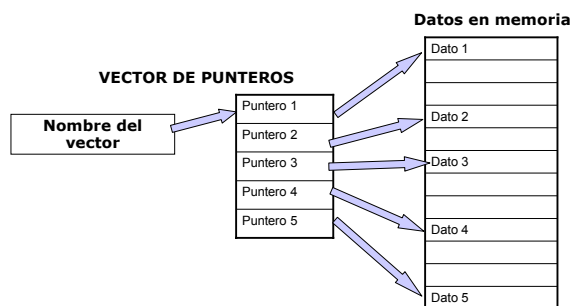 Datos en memoria
VECTOR DE PUNTEROS
Nombre del
vector
Puntero 1
Puntero 2
Puntero 3
Puntero 4
Puntero 5
Dato 1
Dato 2
Dato 3
Dato 4
Dato 5